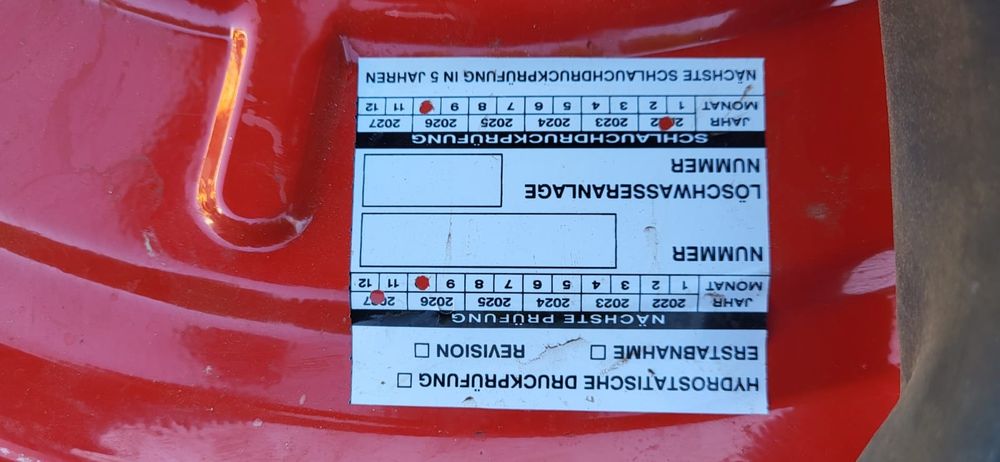 HYDROSTATISCHE DRUCKPRÜFUNG ☐
ERSTABNAHME ☐ REVISION ☐
NÄCHSTE PRÜFUNG
JAHR 2022 2023 2024 2025 2026
MONAT 1 2 3 4 5 6 7 8 9 11 12
NUMMER
LÖSCHWASSERANLAGE
NUMMER
SCHLAUCHDRUCKPRÜFUNG
JAHR 2023 2024 2025 2026 2027
MONAT 1 2 3 4 5 6 7 8 9 11 12
NÄCHSTE SCHLAUCHDRUCKPRÜFUNG IN 5 JAHREN